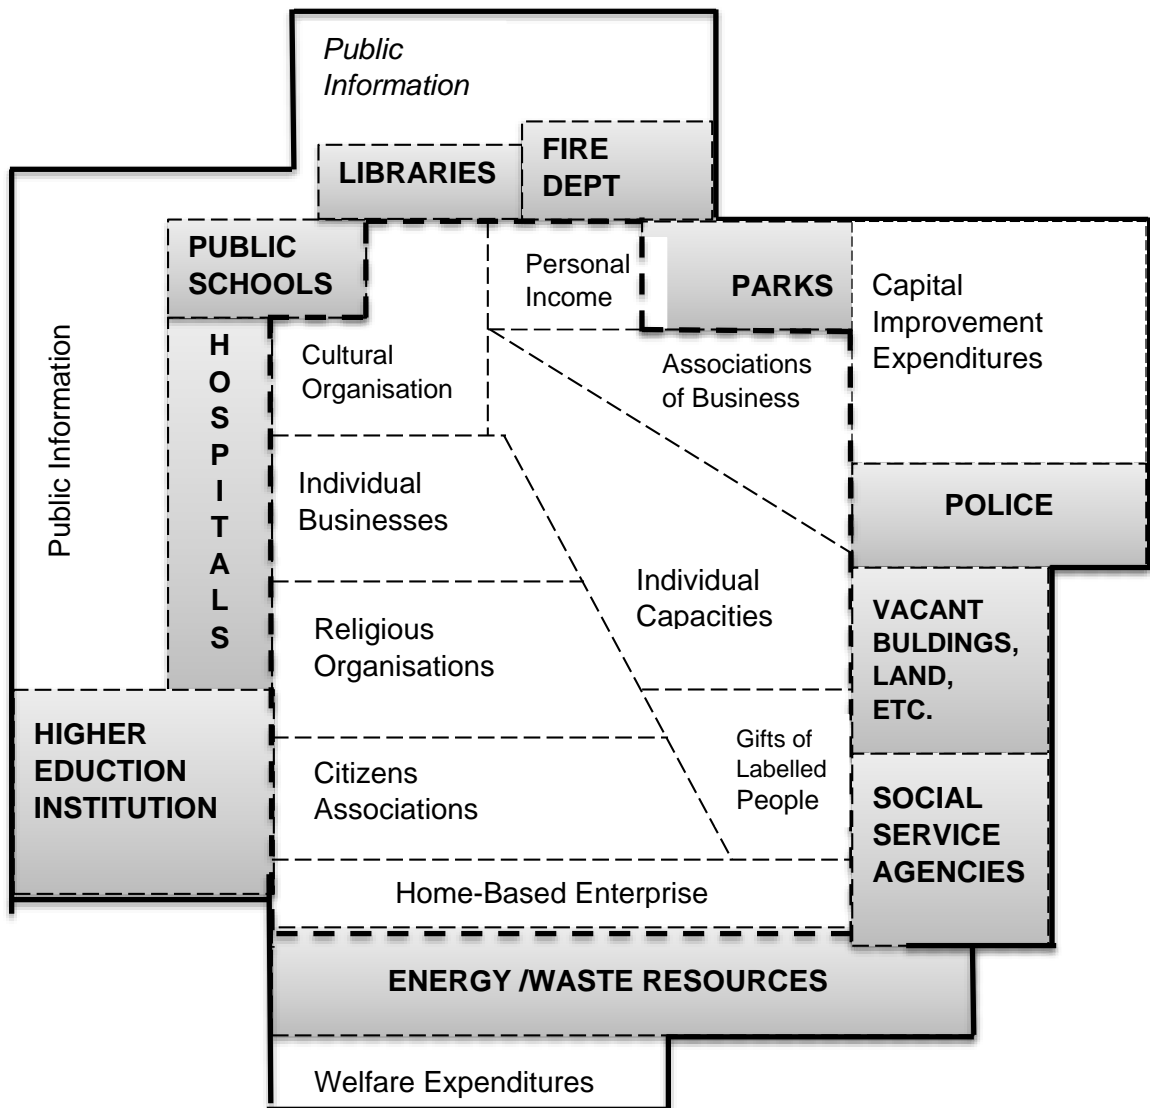 Public
Information
LIBRARIES
FIRE
DEPT
PUBLIC
SCHOOLS
Personal
Income
PARKS
Capital
Improvement
Expenditures
Public Information
HOSPITALS
Cultural
Organisation
Associations
of Business
Individual
Businesses
POLICE
Individual
Capacities
VACANT
BULDINGS,
LAND,
ETC.
Religious
Organisations
HIGHER
EDUCTION
INSTITUTION
Citizens
Associations
Gifts of
Labelled
People
SOCIAL
SERVICE
AGENCIES
Home-Based Enterprise
ENERGY /WASTE RESOURCES
Welfare Expenditures